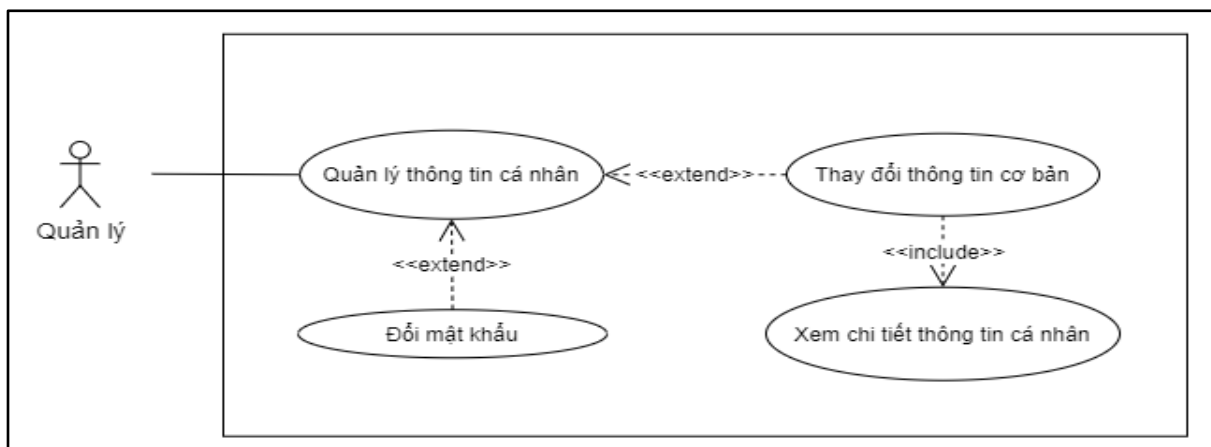 Quản lý
Quản lý thông tin cá nhân
<<extend>>
Thay đổi thông tin cơ bản
<<extend>>
<<include>>
Đổi mật khẩu
Xem chi tiết thông tin cá nhân